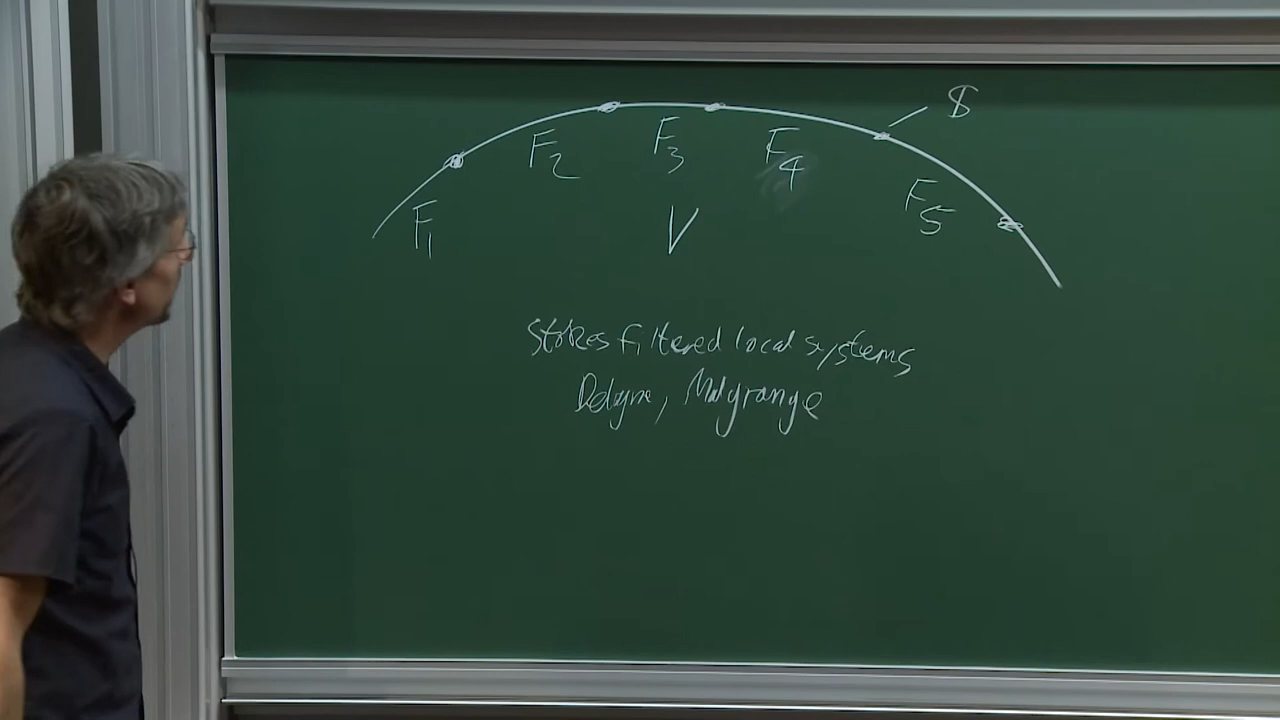 $
F₁ F₂ F₃ F₄ F₅
V
Stokes filtered local systems
Deligne, Malgrange